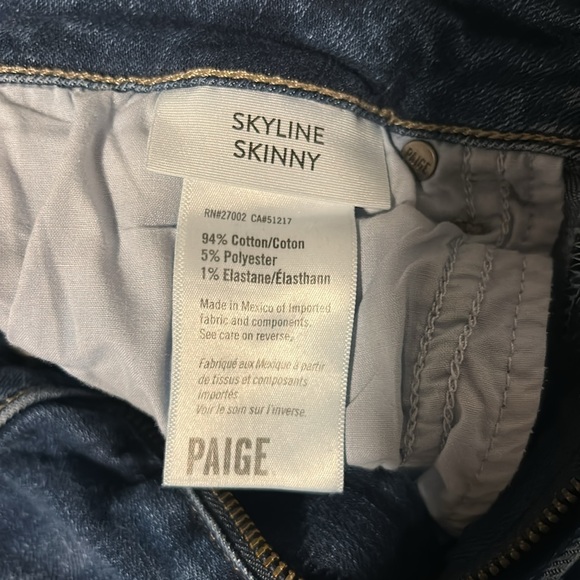 SKYLINE
SKINNY
PAIGE
RN#27002 CA#51217
94% Cotton/Coton
5% Polyester
1% Elastane/Élasthann
Made in Mexico of Imported
fabric and components.
See care on reverse.
Fabriqué aux Mexique à partir
de tissus et composants
importés
Voir le soin sur l'inverse.
PAIGE